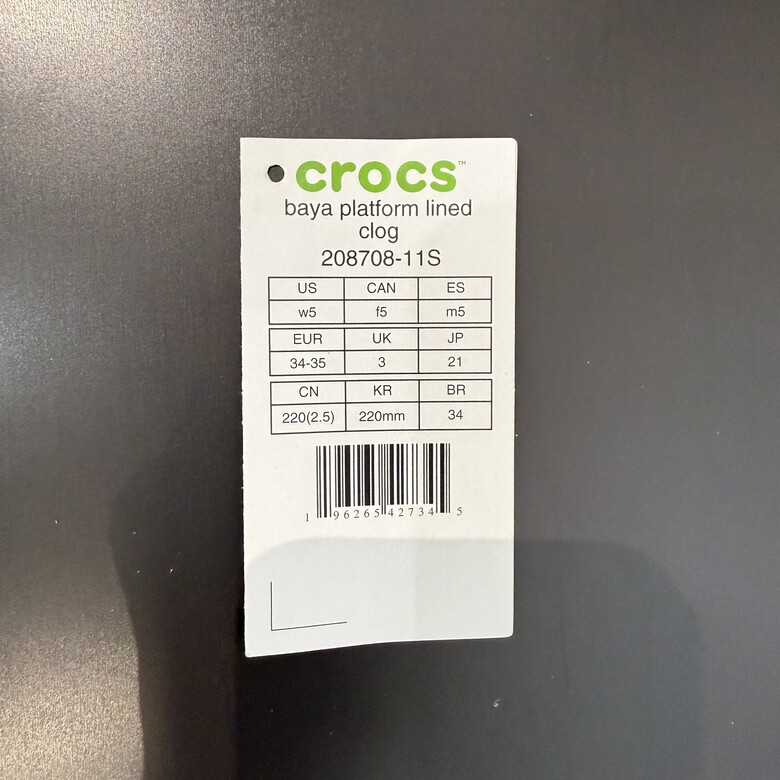 crocs™
baya platform lined
clog
208708-11S
US CAN ES
w5 f5 m5
EUR UK JP
34-35 3 21
CN KR BR
220(2.5) 220mm 34
1 96265 42734 5